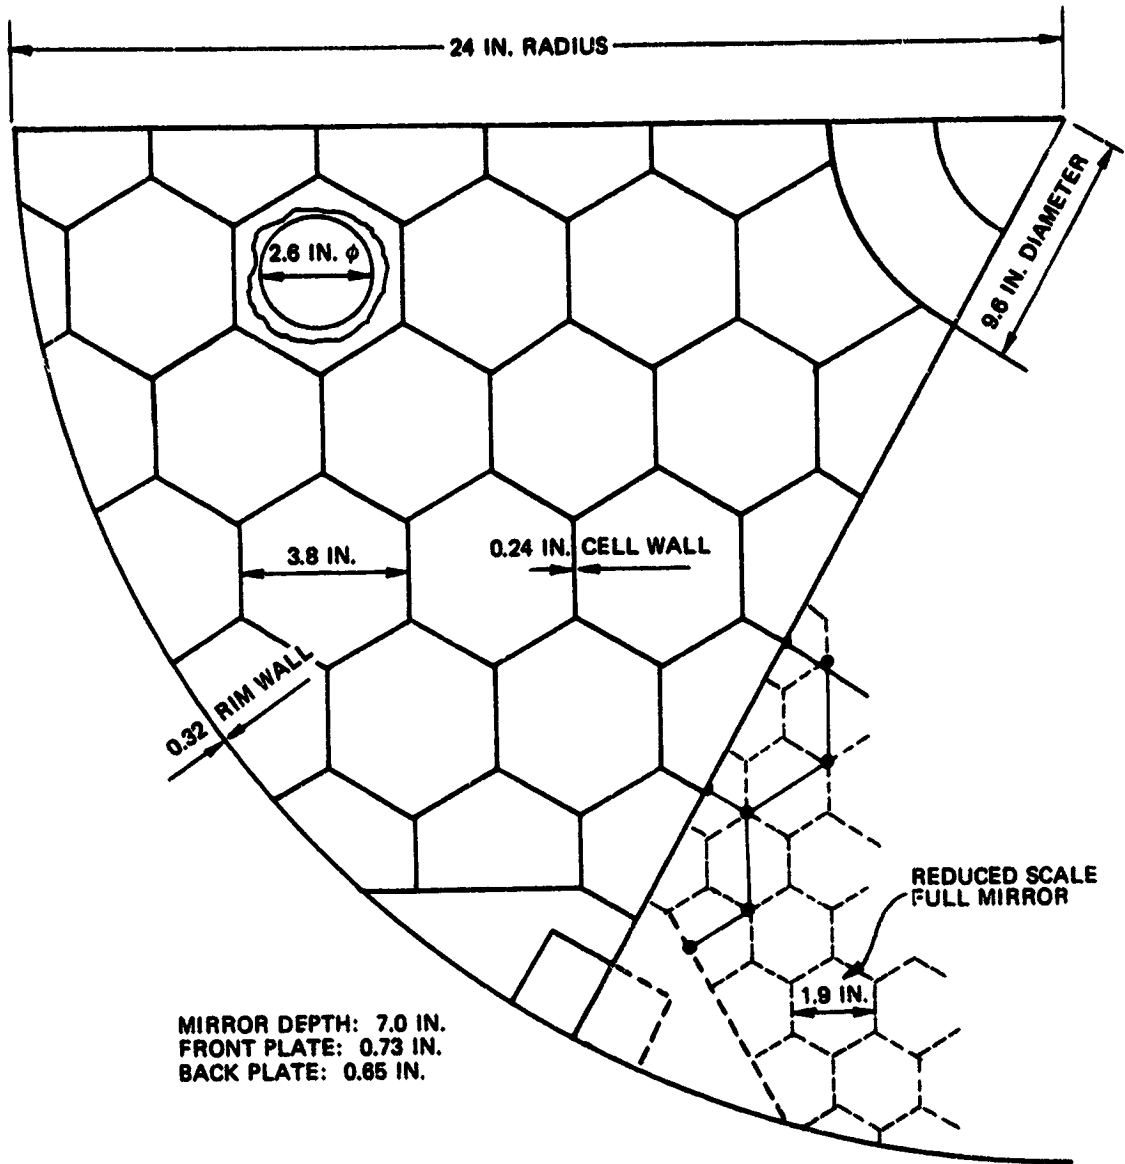 24 IN. RADIUS
2.6 IN. ϕ
9.6 IN. DIAMETER
3.8 IN.
0.24 IN. CELL WALL
0.32 RIM WALL
REDUCED SCALE
FULL MIRROR
1.9 IN.
MIRROR DEPTH: 7.0 IN.
FRONT PLATE: 0.73 IN.
BACK PLATE: 0.65 IN.